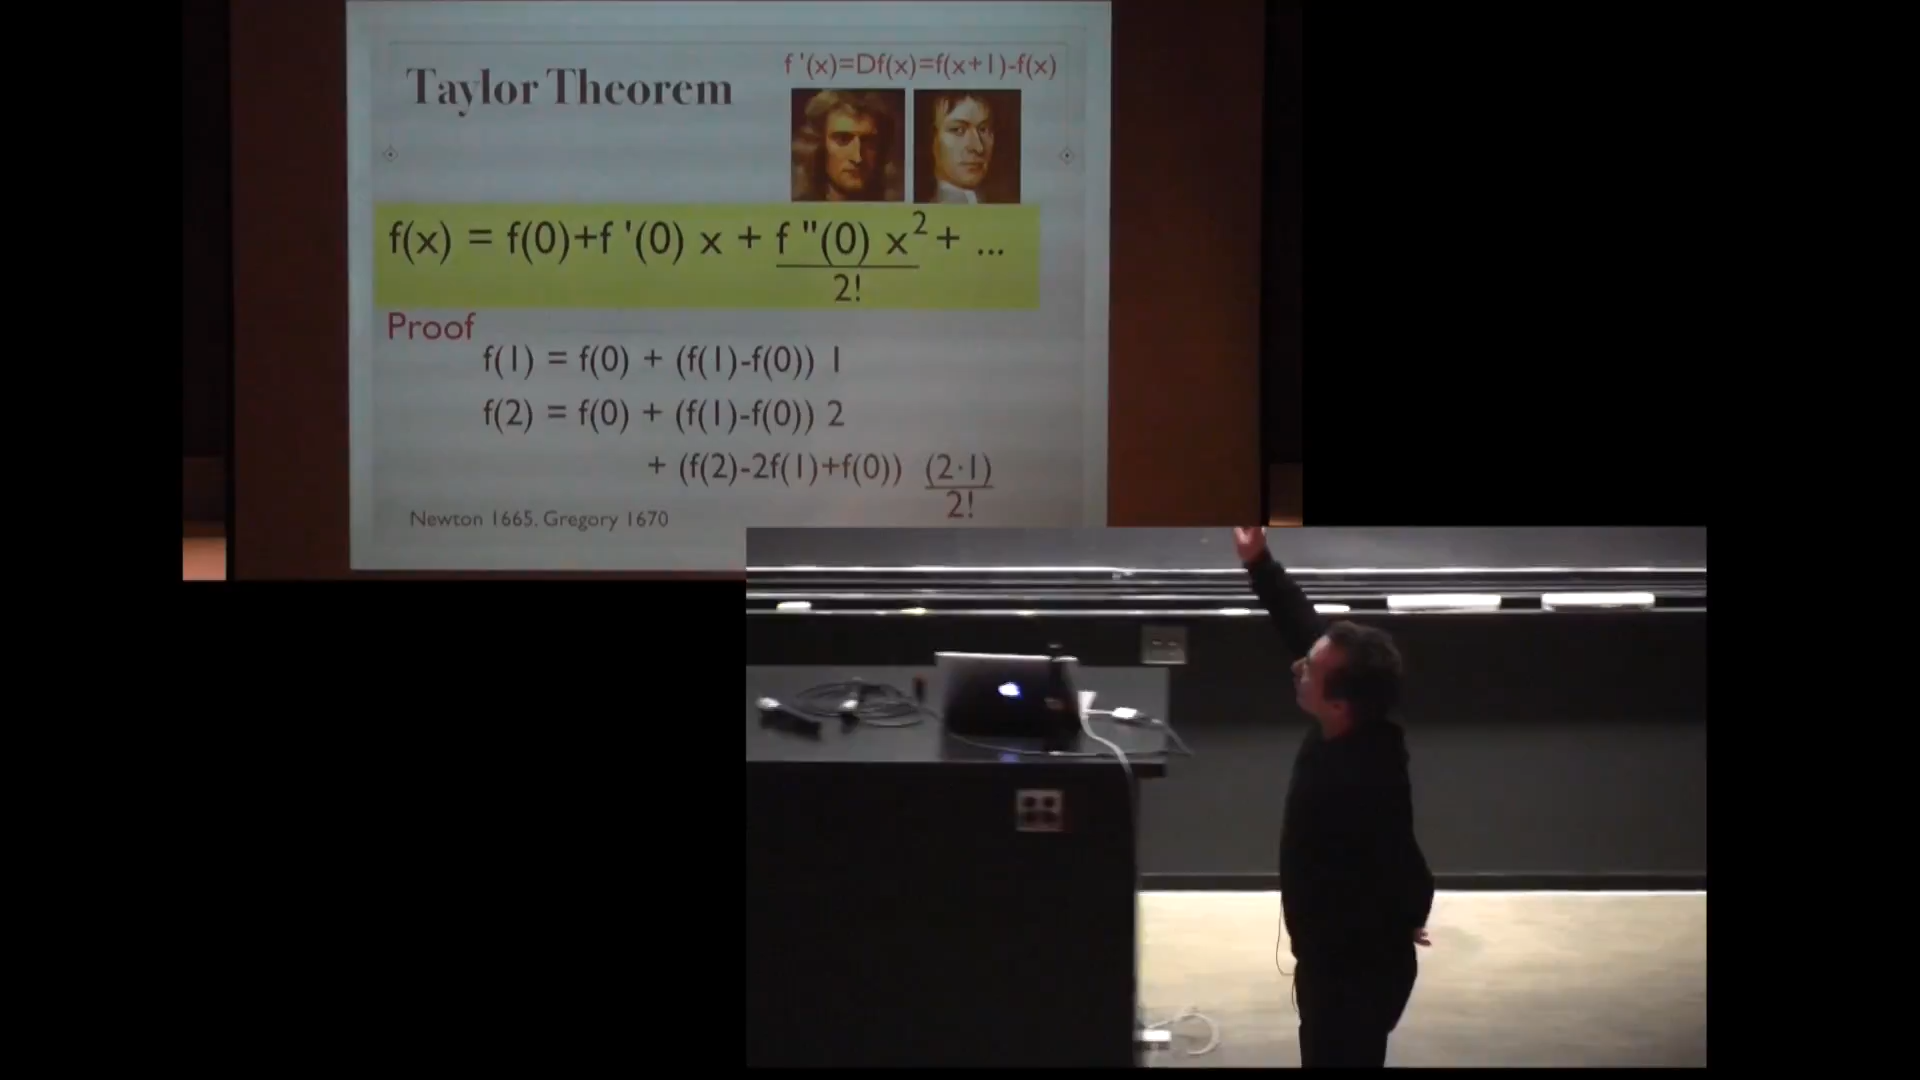 Taylor Theorem
f '(x)=Df(x)=f(x+1)-f(x)
f(x) = f(0)+f '(0) x + f "(0) x² + ...
2!
Proof
f(1) = f(0) + (f(1)-f(0)) 1
f(2) = f(0) + (f(1)-f(0)) 2
+ (f(2)-2f(1)+f(0)) (2·1)
2!
Newton 1665. Gregory 1670